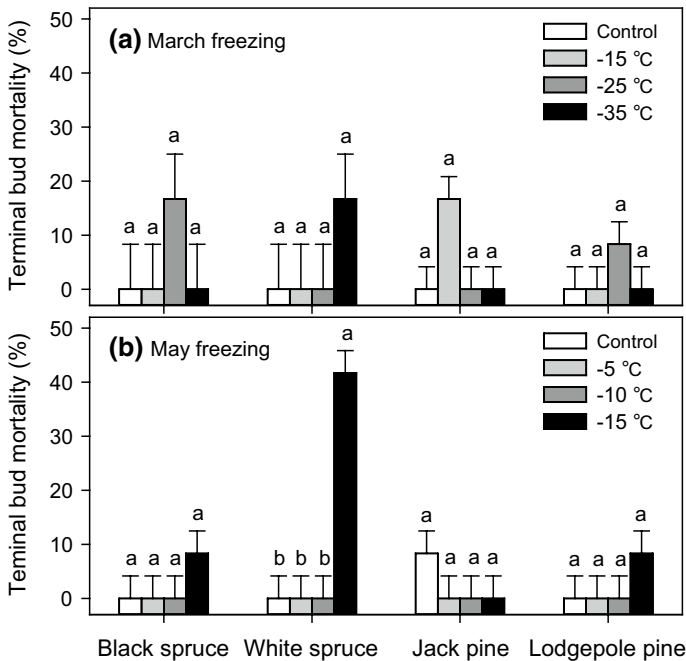 (a) March freezing
Control
-15 °C
-25 °C
-35 °C
Terminal bud mortality (%)
50
40
30
20
10
0
a a a a
a a a a
a a a a
a a a a
(b) May freezing
Control
-5 °C
-10 °C
-15 °C
Teminal bud mortality (%)
50
40
30
20
10
0
a a a a
b b b a
a a a a
a a a a
Black spruce White spruce Jack pine Lodgepole pine